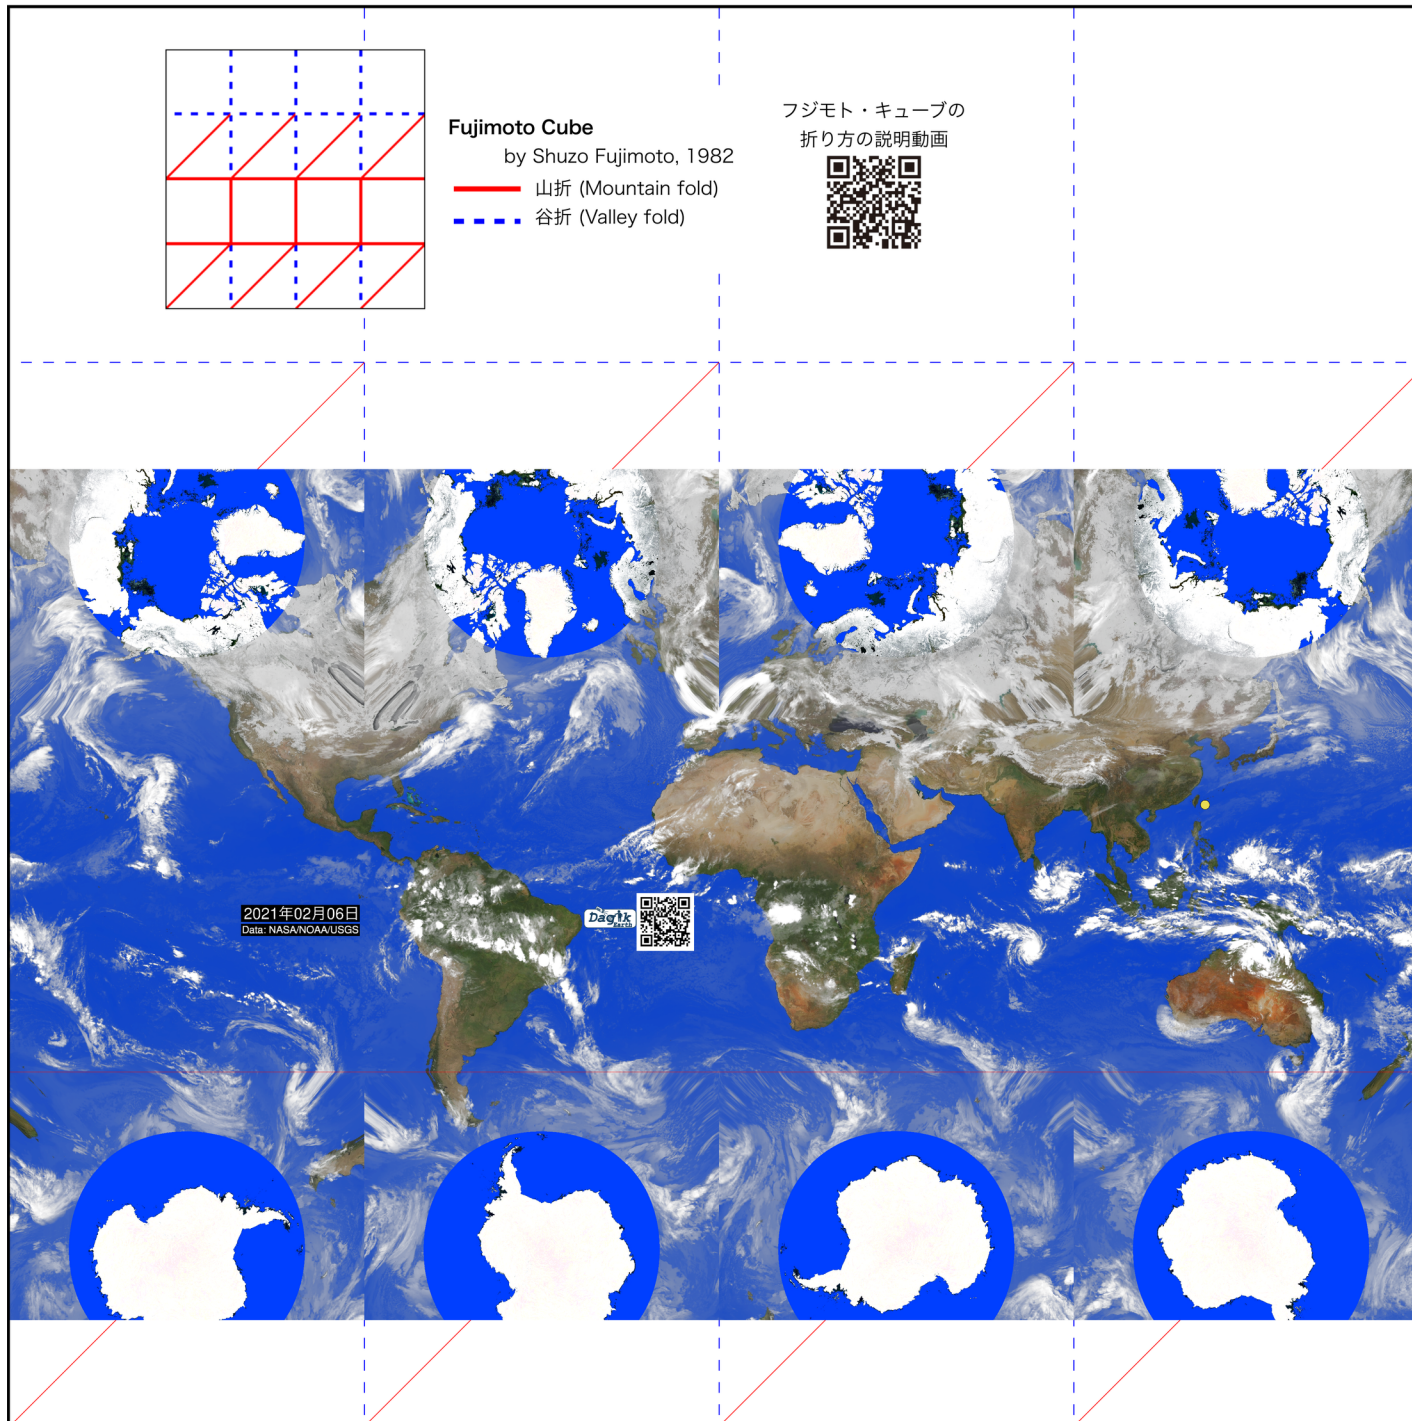 フジモト・キューブの
折り方の説明動画
Fujimoto Cube
by Shuzo Fujimoto, 1982
山折 (Mountain fold)
谷折 (Valley fold)
2021年02月06日
Data: NASA/NOAA/USGS
Dagik
Earth